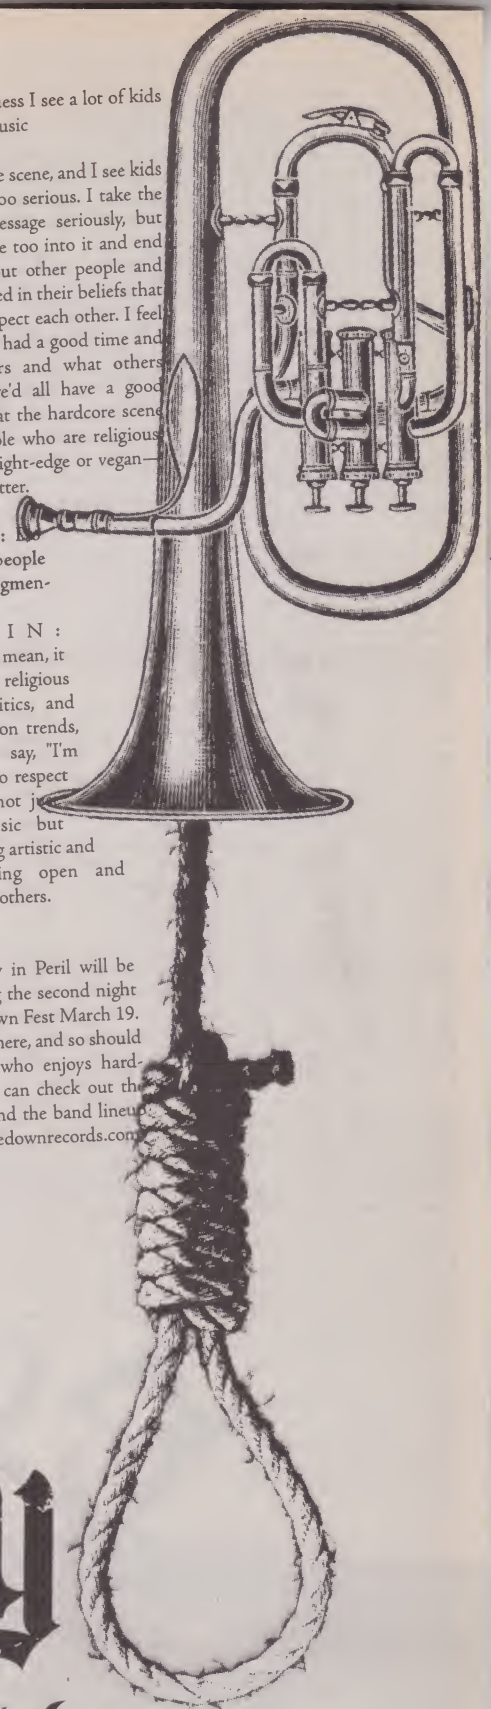 ess I see a lot of kids
usic
e scene, and I see kids
oo serious. I take the
essage seriously, but
e too into it and end
ut other people and
ed in their beliefs that
pect each other. I feel
had a good time and
rs and what others
e'd all have a good
at the hardcore scene
le who are religious
ight-edge or vegan—
tter.
:
people
gmen-
I N :
mean, it
religious
itics, and
on trends,
say, "I'm
o respect
not
sic but
g artistic and
ing open and
others.
in Peril will be
g the second night
wn Fest March 19.
here, and so should
who enjoys hard-
can check out th
nd the band lineup
edownrecords.com
y